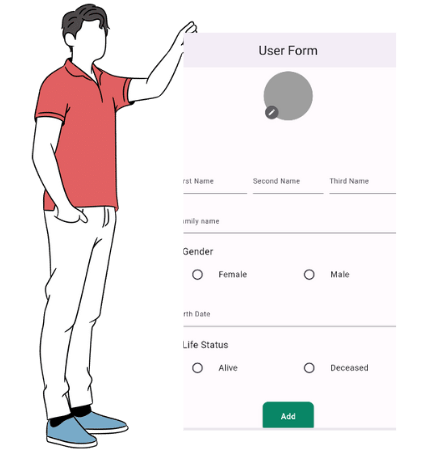 User Form
rst Name Second Name Third Name
mily name
Gender
Female Male
rth Date
Life Status
Alive Deceased
Add